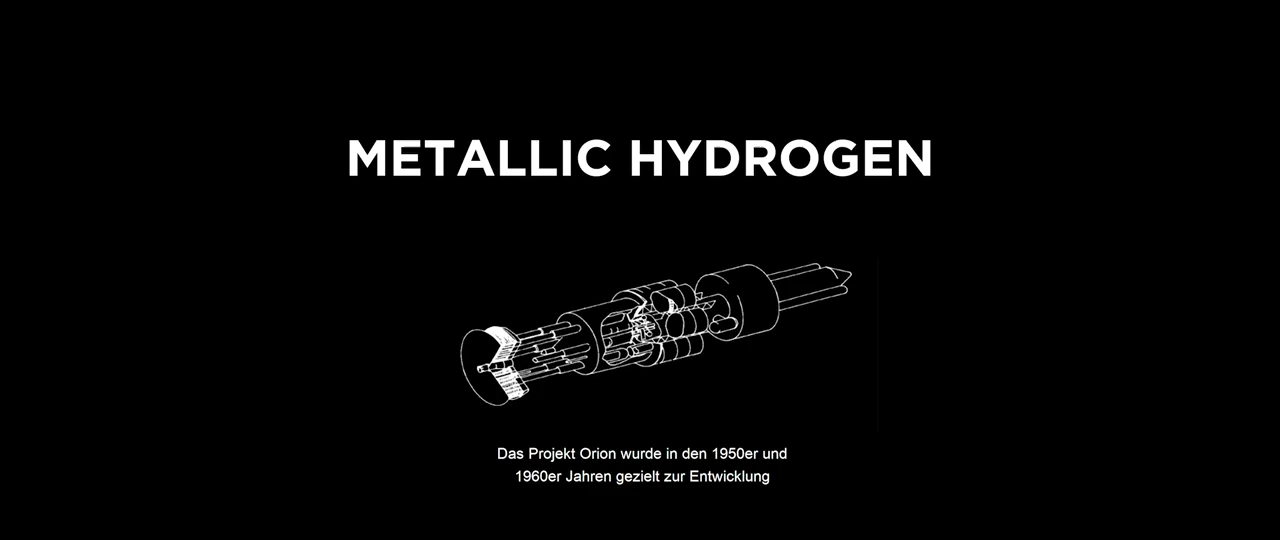 METALLIC HYDROGEN
Das Projekt Orion wurde in den 1950er und
1960er Jahren gezielt zur Entwicklung